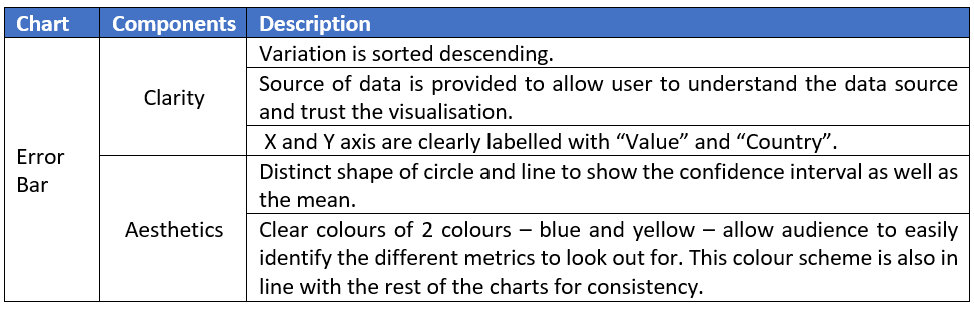 Chart Components Description
Variation is sorted descending.
Clarity
Source of data is provided to allow user to understand the data source
and trust the visualisation.
X and Y axis are clearly labelled with “Value” and “Country”.
Error
Bar
Aesthetics
Distinct shape of circle and line to show the confidence interval as well as
the mean.
Clear colours of 2 colours – blue and yellow – allow audience to easily
identify the different metrics to look out for. This colour scheme is also in
line with the rest of the charts for consistency.